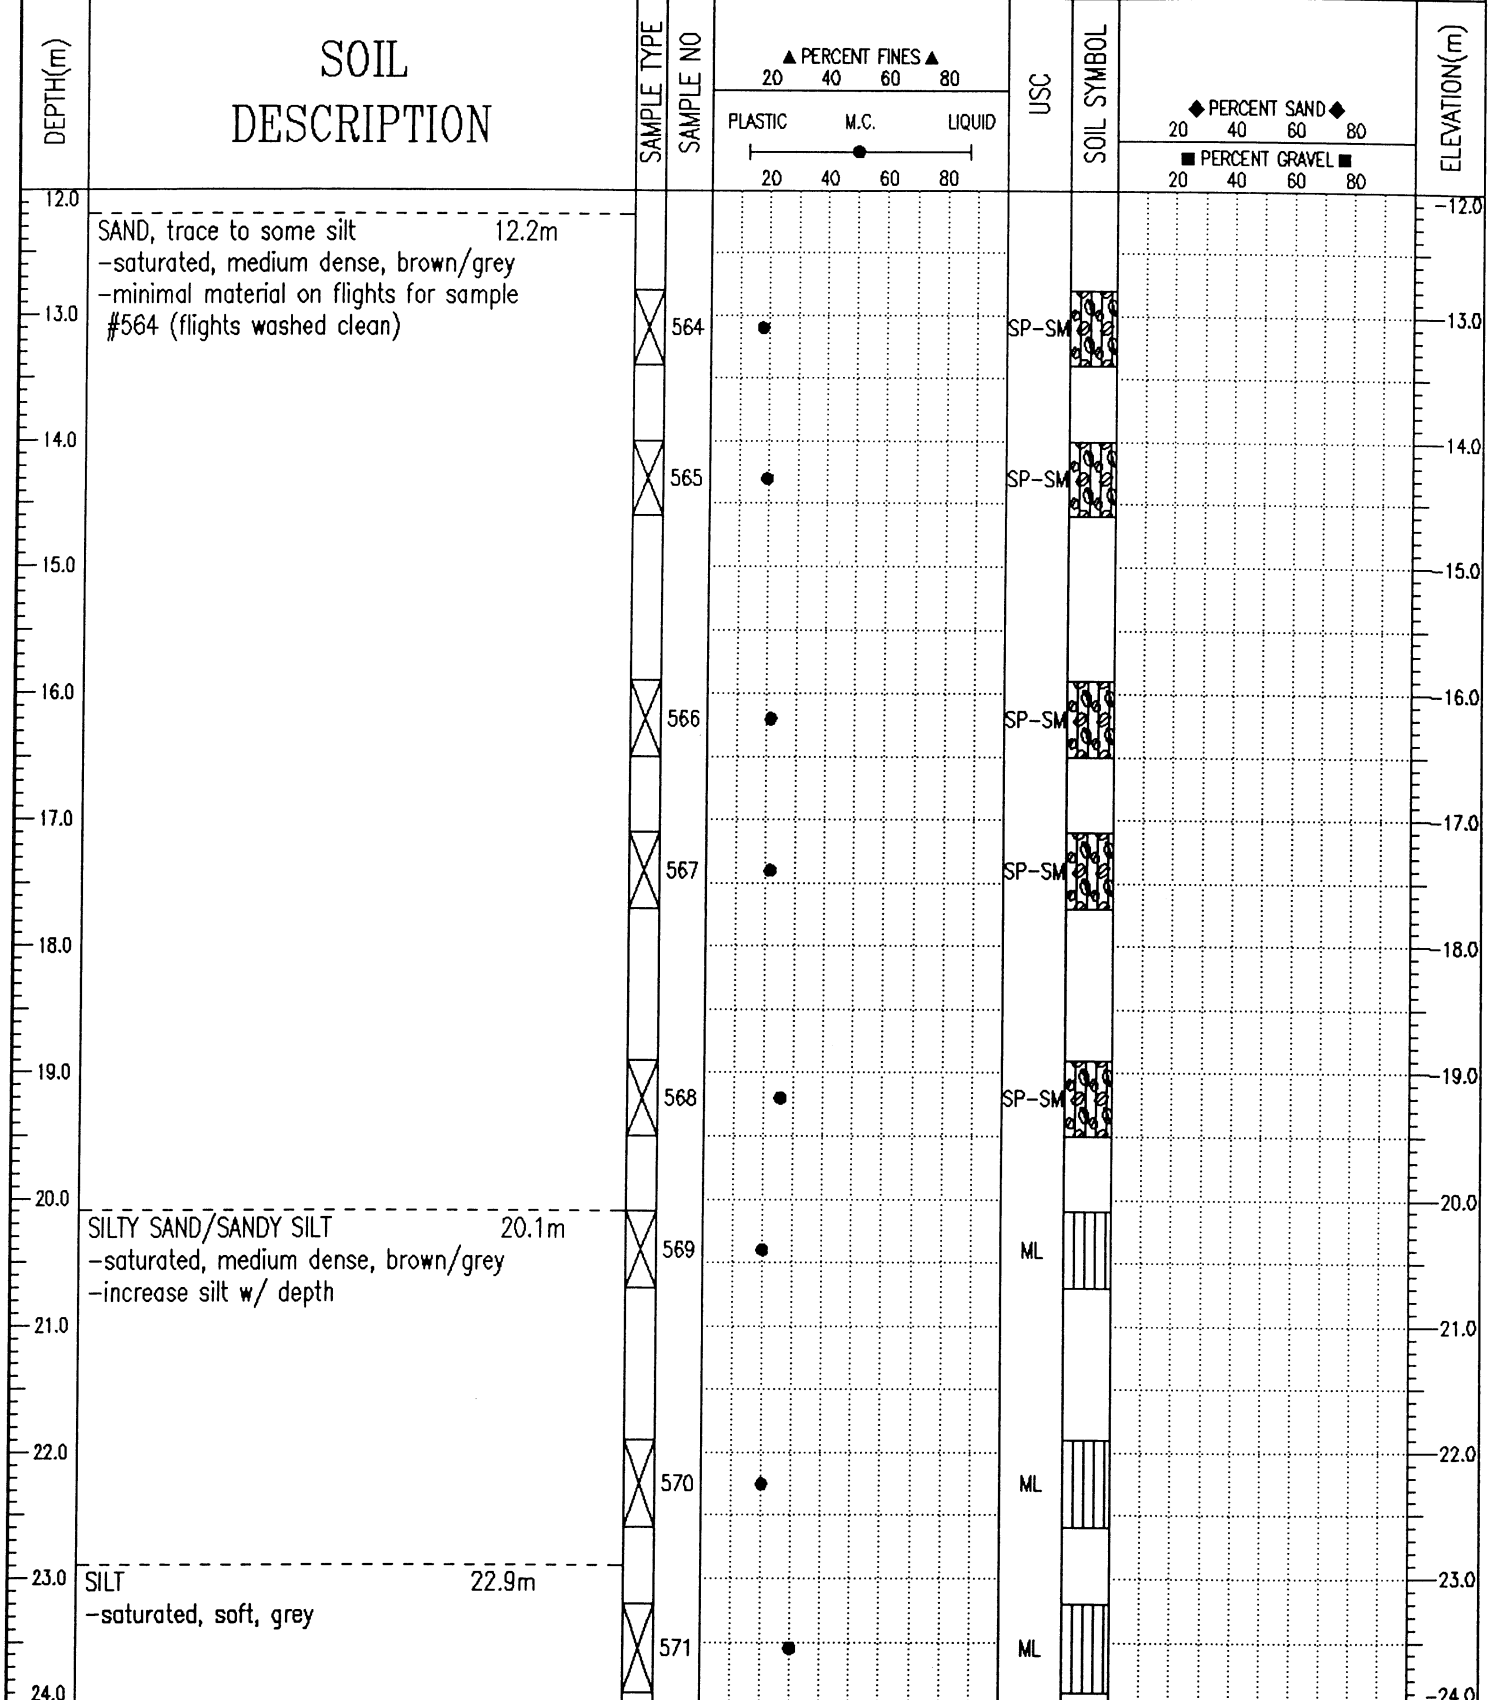 DEPTH(m)
SOIL
DESCRIPTION
SAMPLE TYPE
SAMPLE NO
▲ PERCENT FINES ▲
20 40 60 80
PLASTIC M.C. LIQUID
20 40 60 80
USC
SOIL SYMBOL
◆ PERCENT SAND ◆
20 40 60 80
■ PERCENT GRAVEL ■
20 40 60 80
ELEVATION(m)
12.0 -12.0
SAND, trace to some silt 12.2m
-saturated, medium dense, brown/grey
-minimal material on flights for sample
#564 (flights washed clean)
13.0 564 SP-SM -13.0
14.0 -14.0
565 SP-SM
15.0 -15.0
16.0 -16.0
566 SP-SM
17.0 -17.0
567 SP-SM
18.0 -18.0
19.0 -19.0
568 SP-SM
20.0 -20.0
SILTY SAND/SANDY SILT 20.1m
569 ML
-saturated, medium dense, brown/grey
-increase silt w/ depth
21.0 -21.0
22.0 -22.0
570 ML
23.0 -23.0
SILT 22.9m
-saturated, soft, grey
571 ML
24.0 -24.0